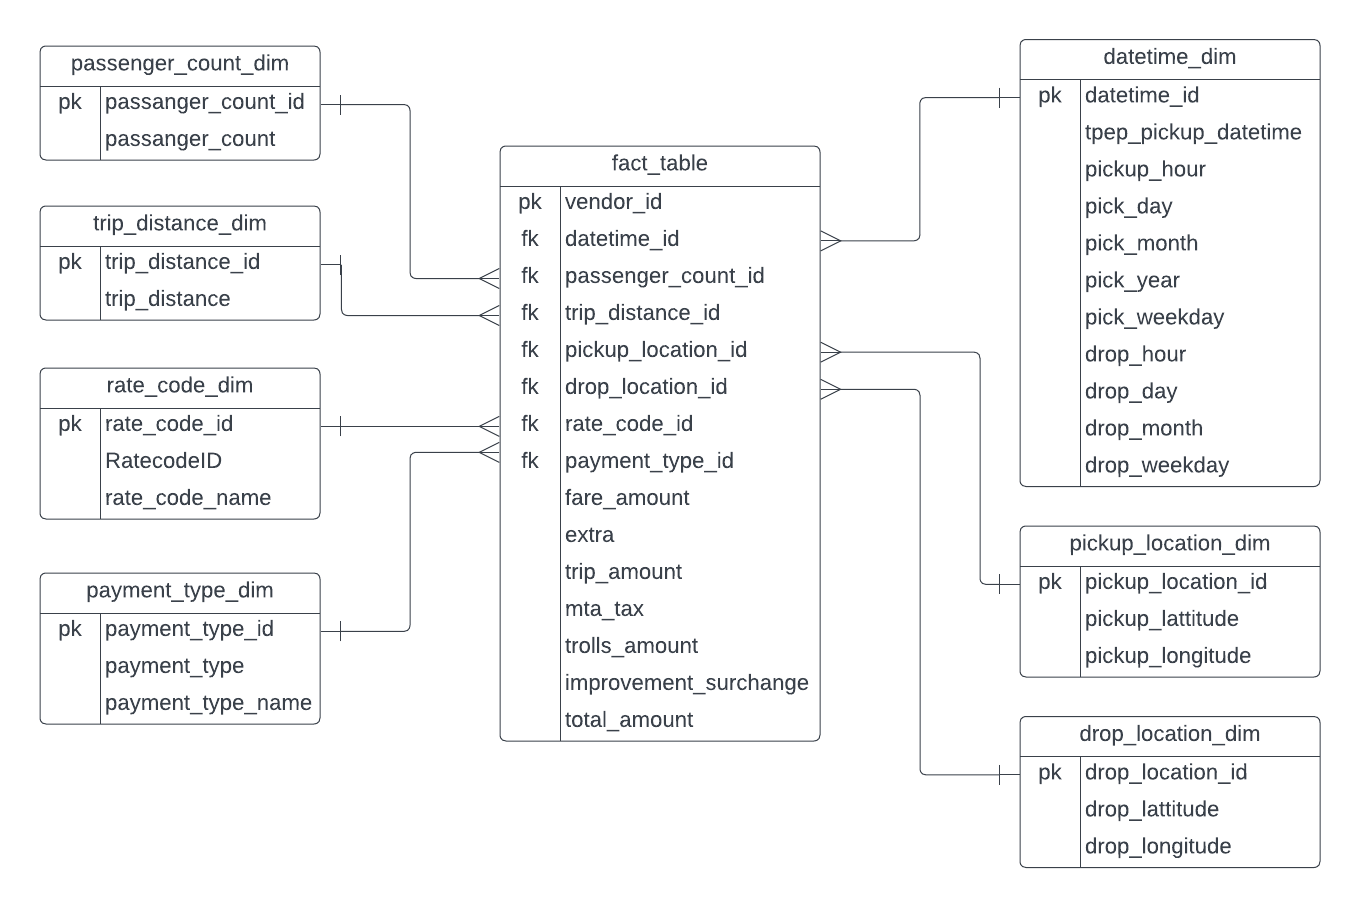 passenger_count_dim
pk passanger_count_id
passanger_count
trip_distance_dim
pk trip_distance_id
trip_distance
rate_code_dim
pk rate_code_id
RatecodeID
rate_code_name
payment_type_dim
pk payment_type_id
payment_type
payment_type_name
fact_table
pk vendor_id
fk datetime_id
fk passenger_count_id
fk trip_distance_id
fk pickup_location_id
fk drop_location_id
fk rate_code_id
fk payment_type_id
fare_amount
extra
trip_amount
mta_tax
trolls_amount
improvement_surchange
total_amount
datetime_dim
pk datetime_id
tpep_pickup_datetime
pickup_hour
pick_day
pick_month
pick_year
pick_weekday
drop_hour
drop_day
drop_month
drop_weekday
pickup_location_dim
pk pickup_location_id
pickup_lattitude
pickup_longitude
drop_location_dim
pk drop_location_id
drop_lattitude
drop_longitude